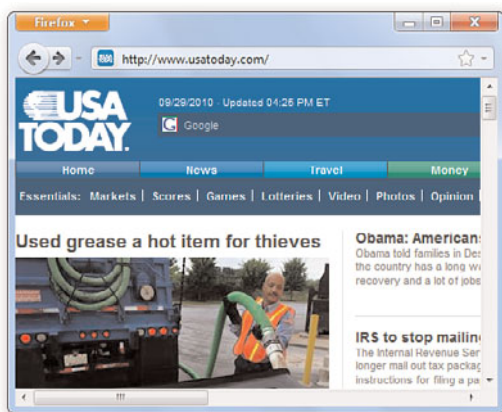 Firefox
http://www.usatoday.com/
USA
TODAY.
09/29/2010 - Updated 04:26 PM ET
Google
Home News Travel Money
Essentials: Markets | Scores | Games | Lotteries | Video | Photos | Opinion
Used grease a hot item for thieves
Obama: American
Obama told families in Des
the country has a long wa
recovery and a lot of jobs
IRS to stop mailing
The Internal Revenue Ser
longer mail out tax packag
instructions for filing a pa